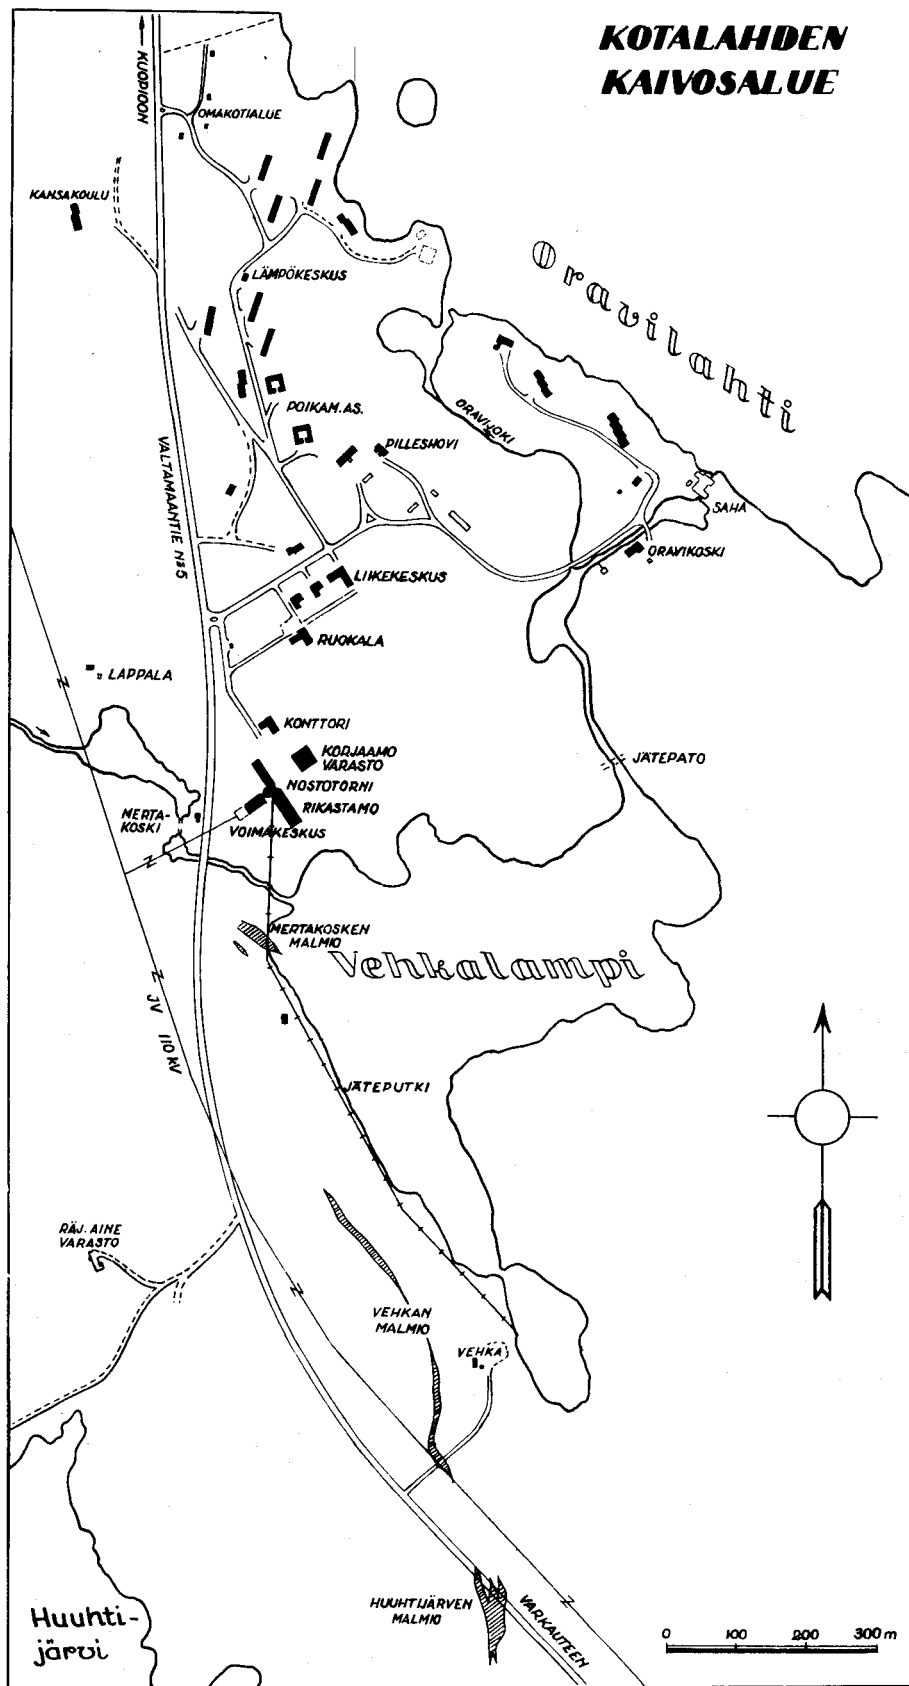 KOTALAHDEN
KAIVOSALUE
KUOPIOON
OMAKOTIALUE
KANSAKOULU
LÄMPÖKESKUS
Oravilahti
POIKAM. AS.
ORAVIJOKI
PILLESHOVI
VALTAMAANTIE No 5
SAHA
ORAVIKOSKI
LIIKEKESKUS
RUOKALA
LAPPALA
KONTTORI
KORJAAMO
VARASTO
JÄTEPATO
NOSTOTORNI
RIKASTAMO
MERTA-
KOSKI
VOIMAKESKUS
MERTAKOSKEN
MALMIO
Vehkalampi
JV 110 KV
JÄTEPUTKI
RÄJ. AINE
VARASTO
VEHKAN
MALMIO
VEHKA
HUUHTIJÄRVEN
MALMIO
VARKAUTEEN
Huuhti-
järvi
0 100 200 300 m